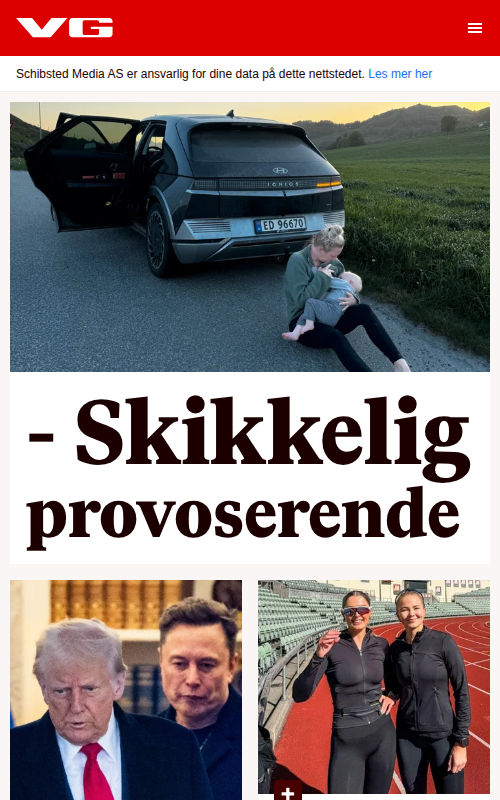 VG
Schibsted Media AS er ansvarlig for dine data på dette nettstedet. Les mer her
IONIQ 5
ED 96670
- Skikkelig
provoserende